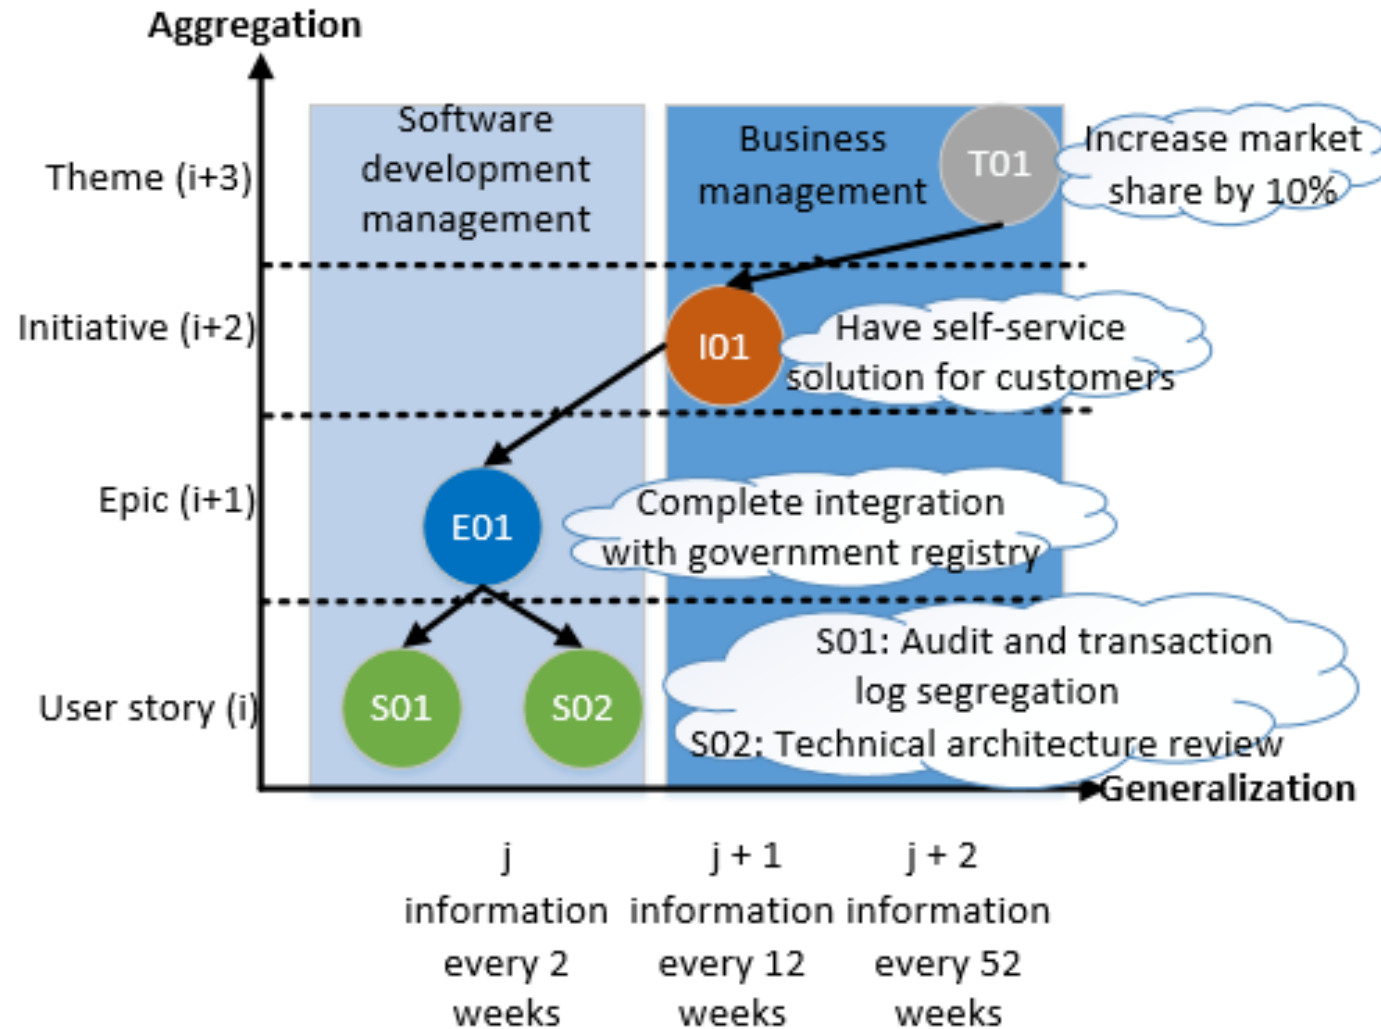 Aggregation
Software
development
management
Business
management
T01
Increase market
share by 10%
Theme (i+3)
Initiative (i+2)
I01
Have self-service
solution for customers
Epic (i+1)
E01
Complete integration
with government registry
User story (i)
S01
S02
S01: Audit and transaction
log segregation
S02: Technical architecture review
Generalization
j
information
every 2
weeks
j + 1
information
every 12
weeks
j + 2
information
every 52
weeks